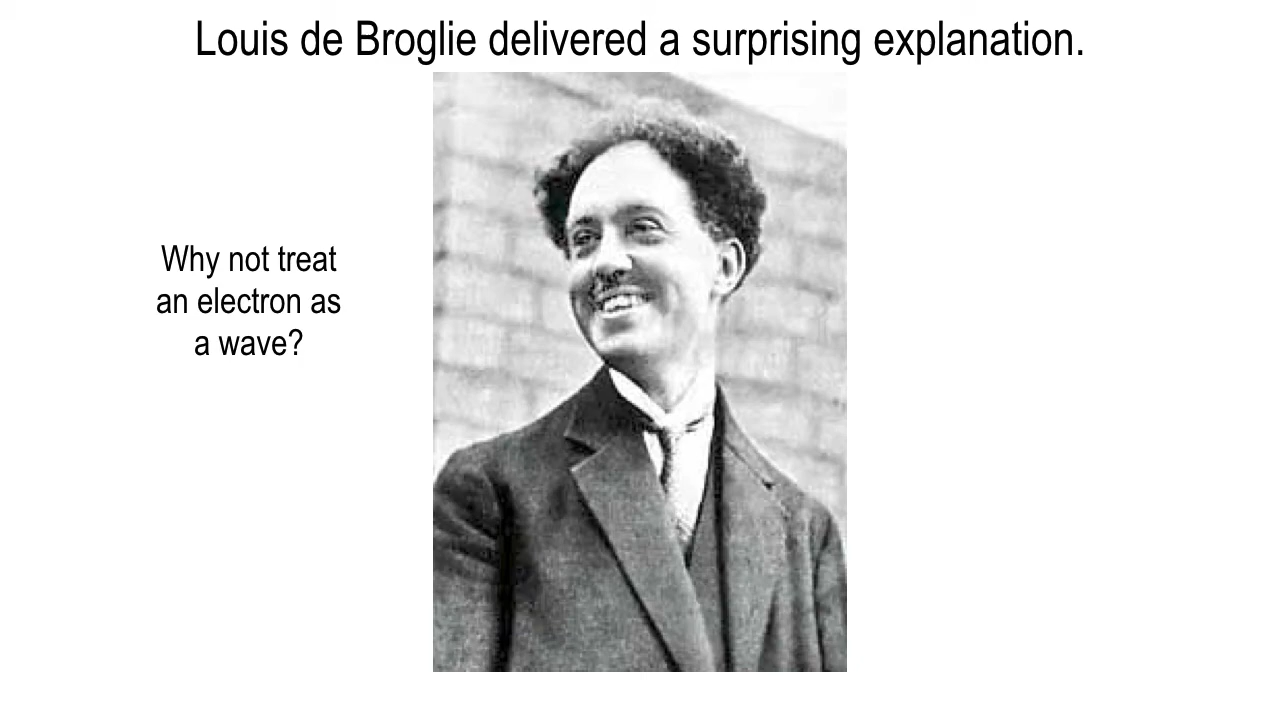 Louis de Broglie delivered a surprising explanation.
Why not treat
an electron as
a wave?